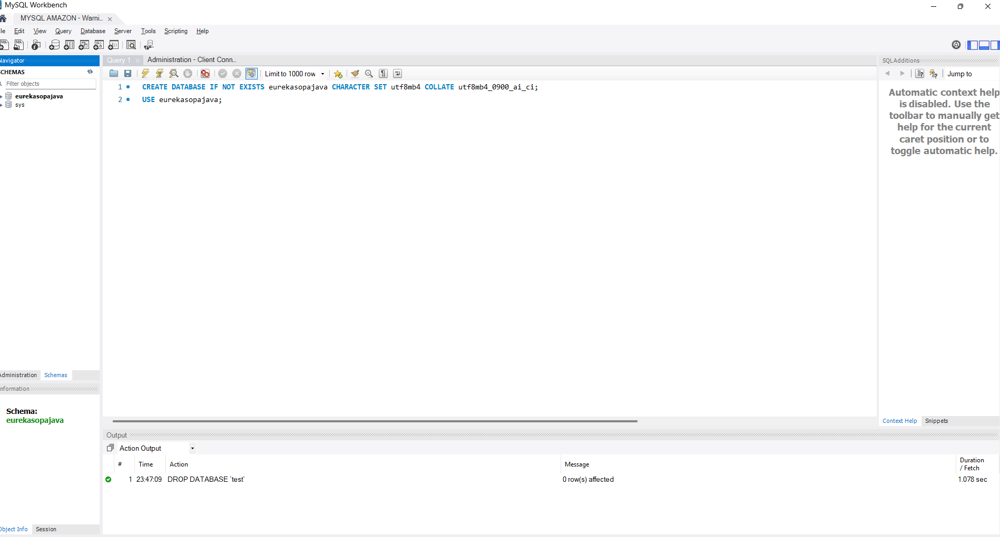 MySQL Workbench
MYSQL AMAZON - Warni...
le Edit View Query Database Server Tools Scripting Help
Navigator
SCHEMAS
Filter objects
eurekasopajava
sys
Administration Schemas
Information
Schema:
eurekasopajava
Object Info Session
Query 1 Administration - Client Conn...
Limit to 1000 row
1 CREATE DATABASE IF NOT EXISTS eurekasopajava CHARACTER SET utf8mb4 COLLATE utf8mb4_0900_ai_ci;
2 USE eurekasopajava;
SQLAdditions
Jump to
Automatic context help
is disabled. Use the
toolbar to manually get
help for the current
caret position or to
toggle automatic help.
Context Help Snippets
Output
Action Output
# Time Action Message Duration / Fetch
1 23:47:09 DROP DATABASE `test` 0 row(s) affected 1.078 sec